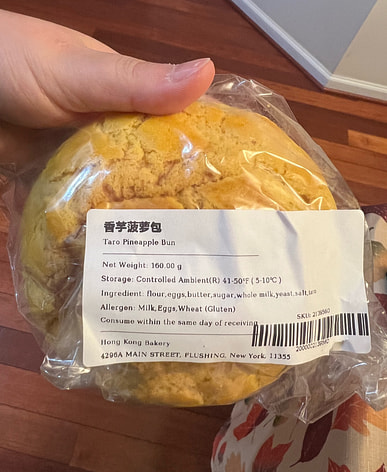 香芋菠萝包
Taro Pineapple Bun
Net Weight: 160.00 g
Storage: Controlled Ambient(R) 41-50°F ( 5-10°C )
Ingredient: flour,eggs,butter,sugar,whole milk,yeast,salt,taro
Allergen: Milk,Eggs,Wheat (Gluten)
SKU: 2138560
Consume within the same day of receiving
Hong Kong Bakery
4296A MAIN STREET, FLUSHING, New York, 11355